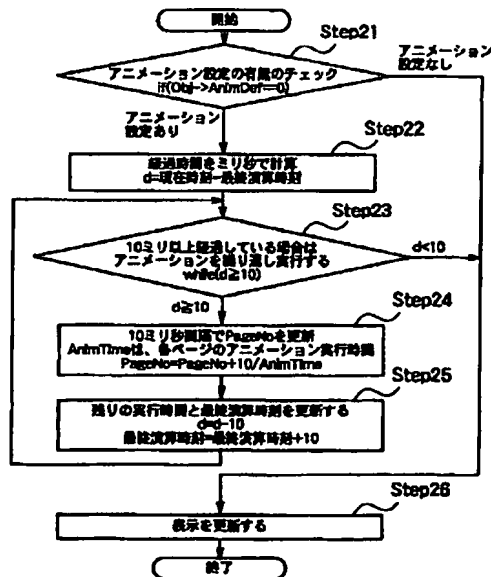 開始
Step21
アニメーション設定の有無のチェック
if(Obj->AnimDef==0)
アニメーション
設定なし
アニメーション
設定あり
Step22
経過時間をミリ秒で計算
d=現在時刻-最終演算時刻
Step23
10ミリ以上経過している場合は
アニメーションを繰り返し実行する
while(d≧10)
d<10
d≧10
Step24
10ミリ秒間隔でPageNoを更新
AnimTimeは、各ページのアニメーション実行時間
PageNo=PageNo+10/AnimTime
Step25
残りの実行時間と最終演算時刻を更新する
d=d-10
最終演算時刻=最終演算時刻+10
Step26
表示を更新する
終了